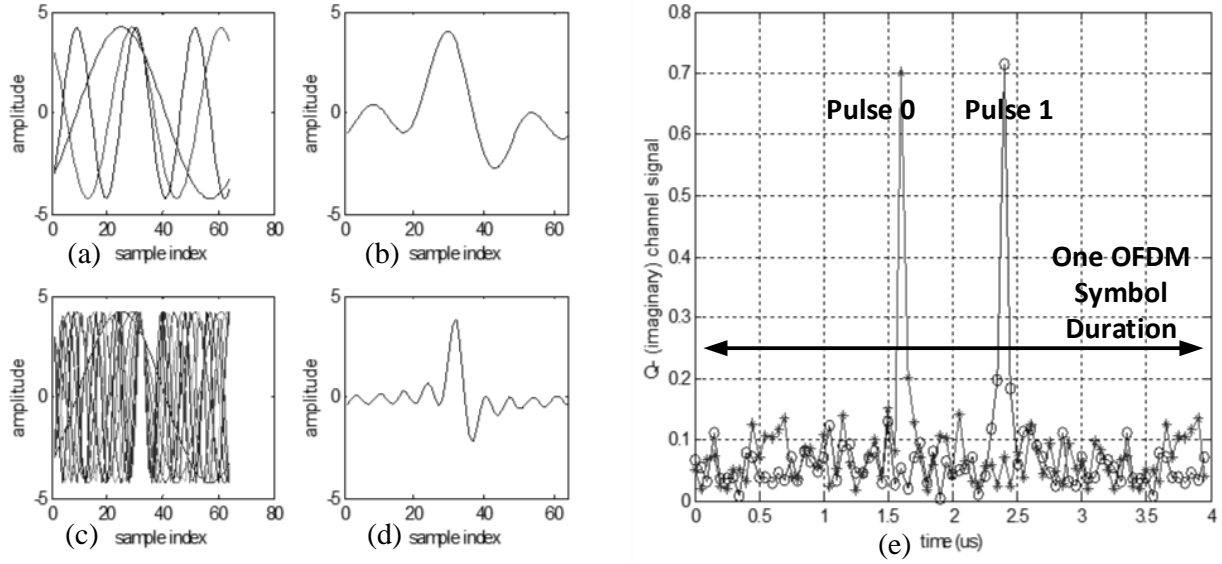 5
0
-5
0 20 40 60 80
amplitude
sample index
(a)
5
0
-5
0 20 40 60
amplitude
sample index
(b)
5
0
-5
0 20 40 60 80
amplitude
sample index
(c)
5
0
-5
0 20 40 60
amplitude
sample index
(d)
0.8
0.7
0.6
0.5
0.4
0.3
0.2
0.1
0
0 0.5 1 1.5 2 2.5 3 3.5 4
Q- (imaginary) channel signal
Pulse 0
Pulse 1
One OFDM
Symbol
Duration
time (us)
(e)